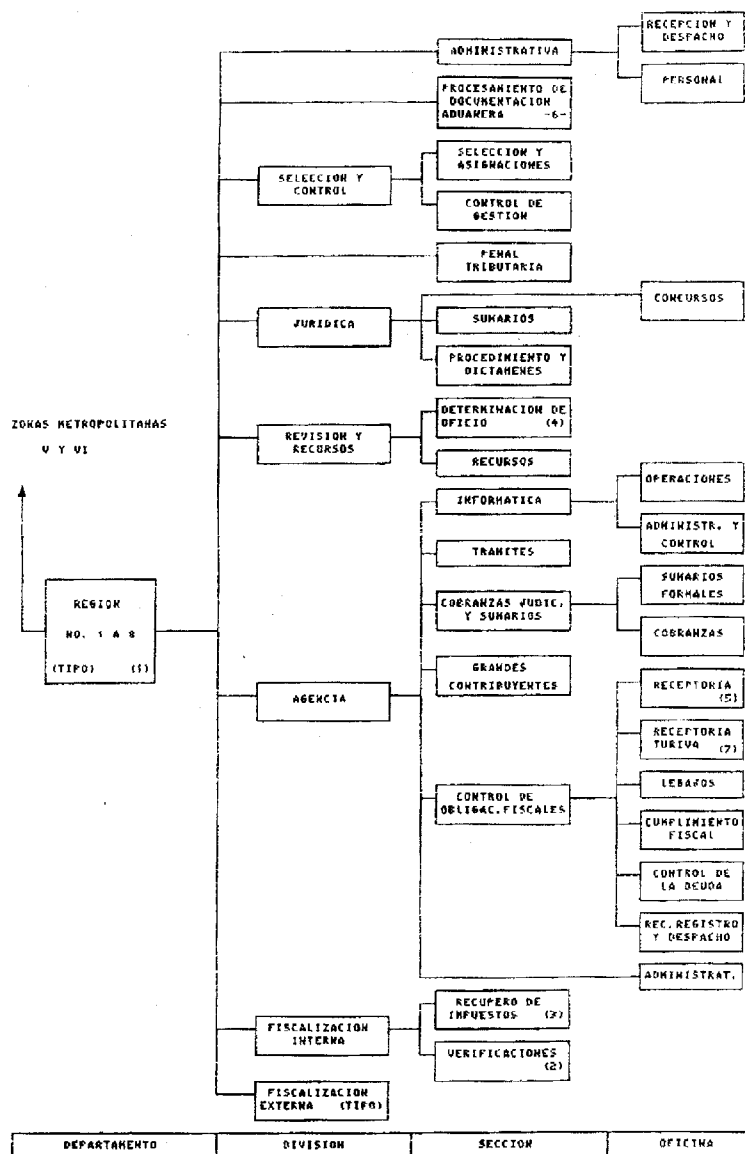 RECEPCION Y
DESPACHO
ADMINISTRATIVA
PERSONAL
PROCESAMIENTO DE
DOCUMENTACION
ADUANERA -6-
SELECCION Y
ASIGNACIONES
SELECCION Y
CONTROL
CONTROL DE
GESTION
PENAL
TRIBUTARIA
CONCURSOS
JURIDICA
SUMARIOS
PROCEDIMIENTO Y
DICTAMENES
ZONAS METROPOLITANAS
V Y VI
DETERMINACION DE
OFICIO (4)
REVISION Y
RECURSOS
RECURSOS
OPERACIONES
INFORMATICA
ADMINISTR. Y
CONTROL
TRAMITES
SUMARIOS
FORMALES
REGION
NO. 1 A 8
(TIPO) (1)
COBRANZAS JUDIC.
Y SUMARIOS
COBRANZAS
GRANDES
CONTRIBUYENTES
AGENCIA
RECEPTORIA
(5)
RECEPTORIA
TURIVA (7)
LEGAJOS
CONTROL DE
OBLIGAC.FISCALES
CUMPLIMIENTO
FISCAL
CONTROL DE
LA DEUDA
REC.REGISTRO
Y DESPACHO
ADMINISTRAT.
RECUPERO DE
IMPUESTOS (3)
FISCALIZACION
INTERNA
VERIFICACIONES
(2)
FISCALIZACION
EXTERNA (TIPO)
DEPARTAMENTO DIVISION SECCION OFICINA